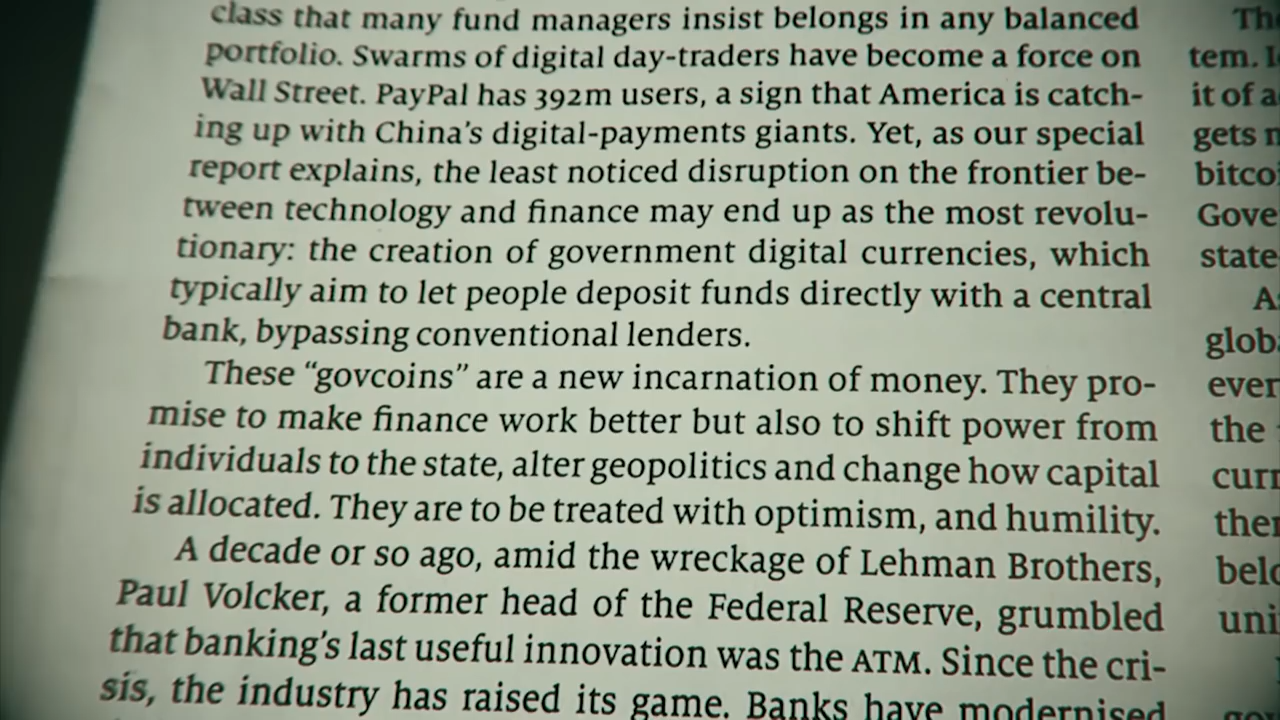 class that many fund managers insist belongs in any balanced
portfolio. Swarms of digital day-traders have become a force on
Wall Street. PayPal has 392m users, a sign that America is catch-
ing up with China's digital-payments giants. Yet, as our special
report explains, the least noticed disruption on the frontier be-
tween technology and finance may end up as the most revolu-
tionary: the creation of government digital currencies, which
typically aim to let people deposit funds directly with a central
bank, bypassing conventional lenders.
These “govcoins” are a new incarnation of money. They pro-
mise to make finance work better but also to shift power from
individuals to the state, alter geopolitics and change how capital
is allocated. They are to be treated with optimism, and humility.
A decade or so ago, amid the wreckage of Lehman Brothers,
Paul Volcker, a former head of the Federal Reserve, grumbled
that banking's last useful innovation was the ATM. Since the cri-
sis, the industry has raised its game. Banks have modernised
tem.
it of
gets
state
the